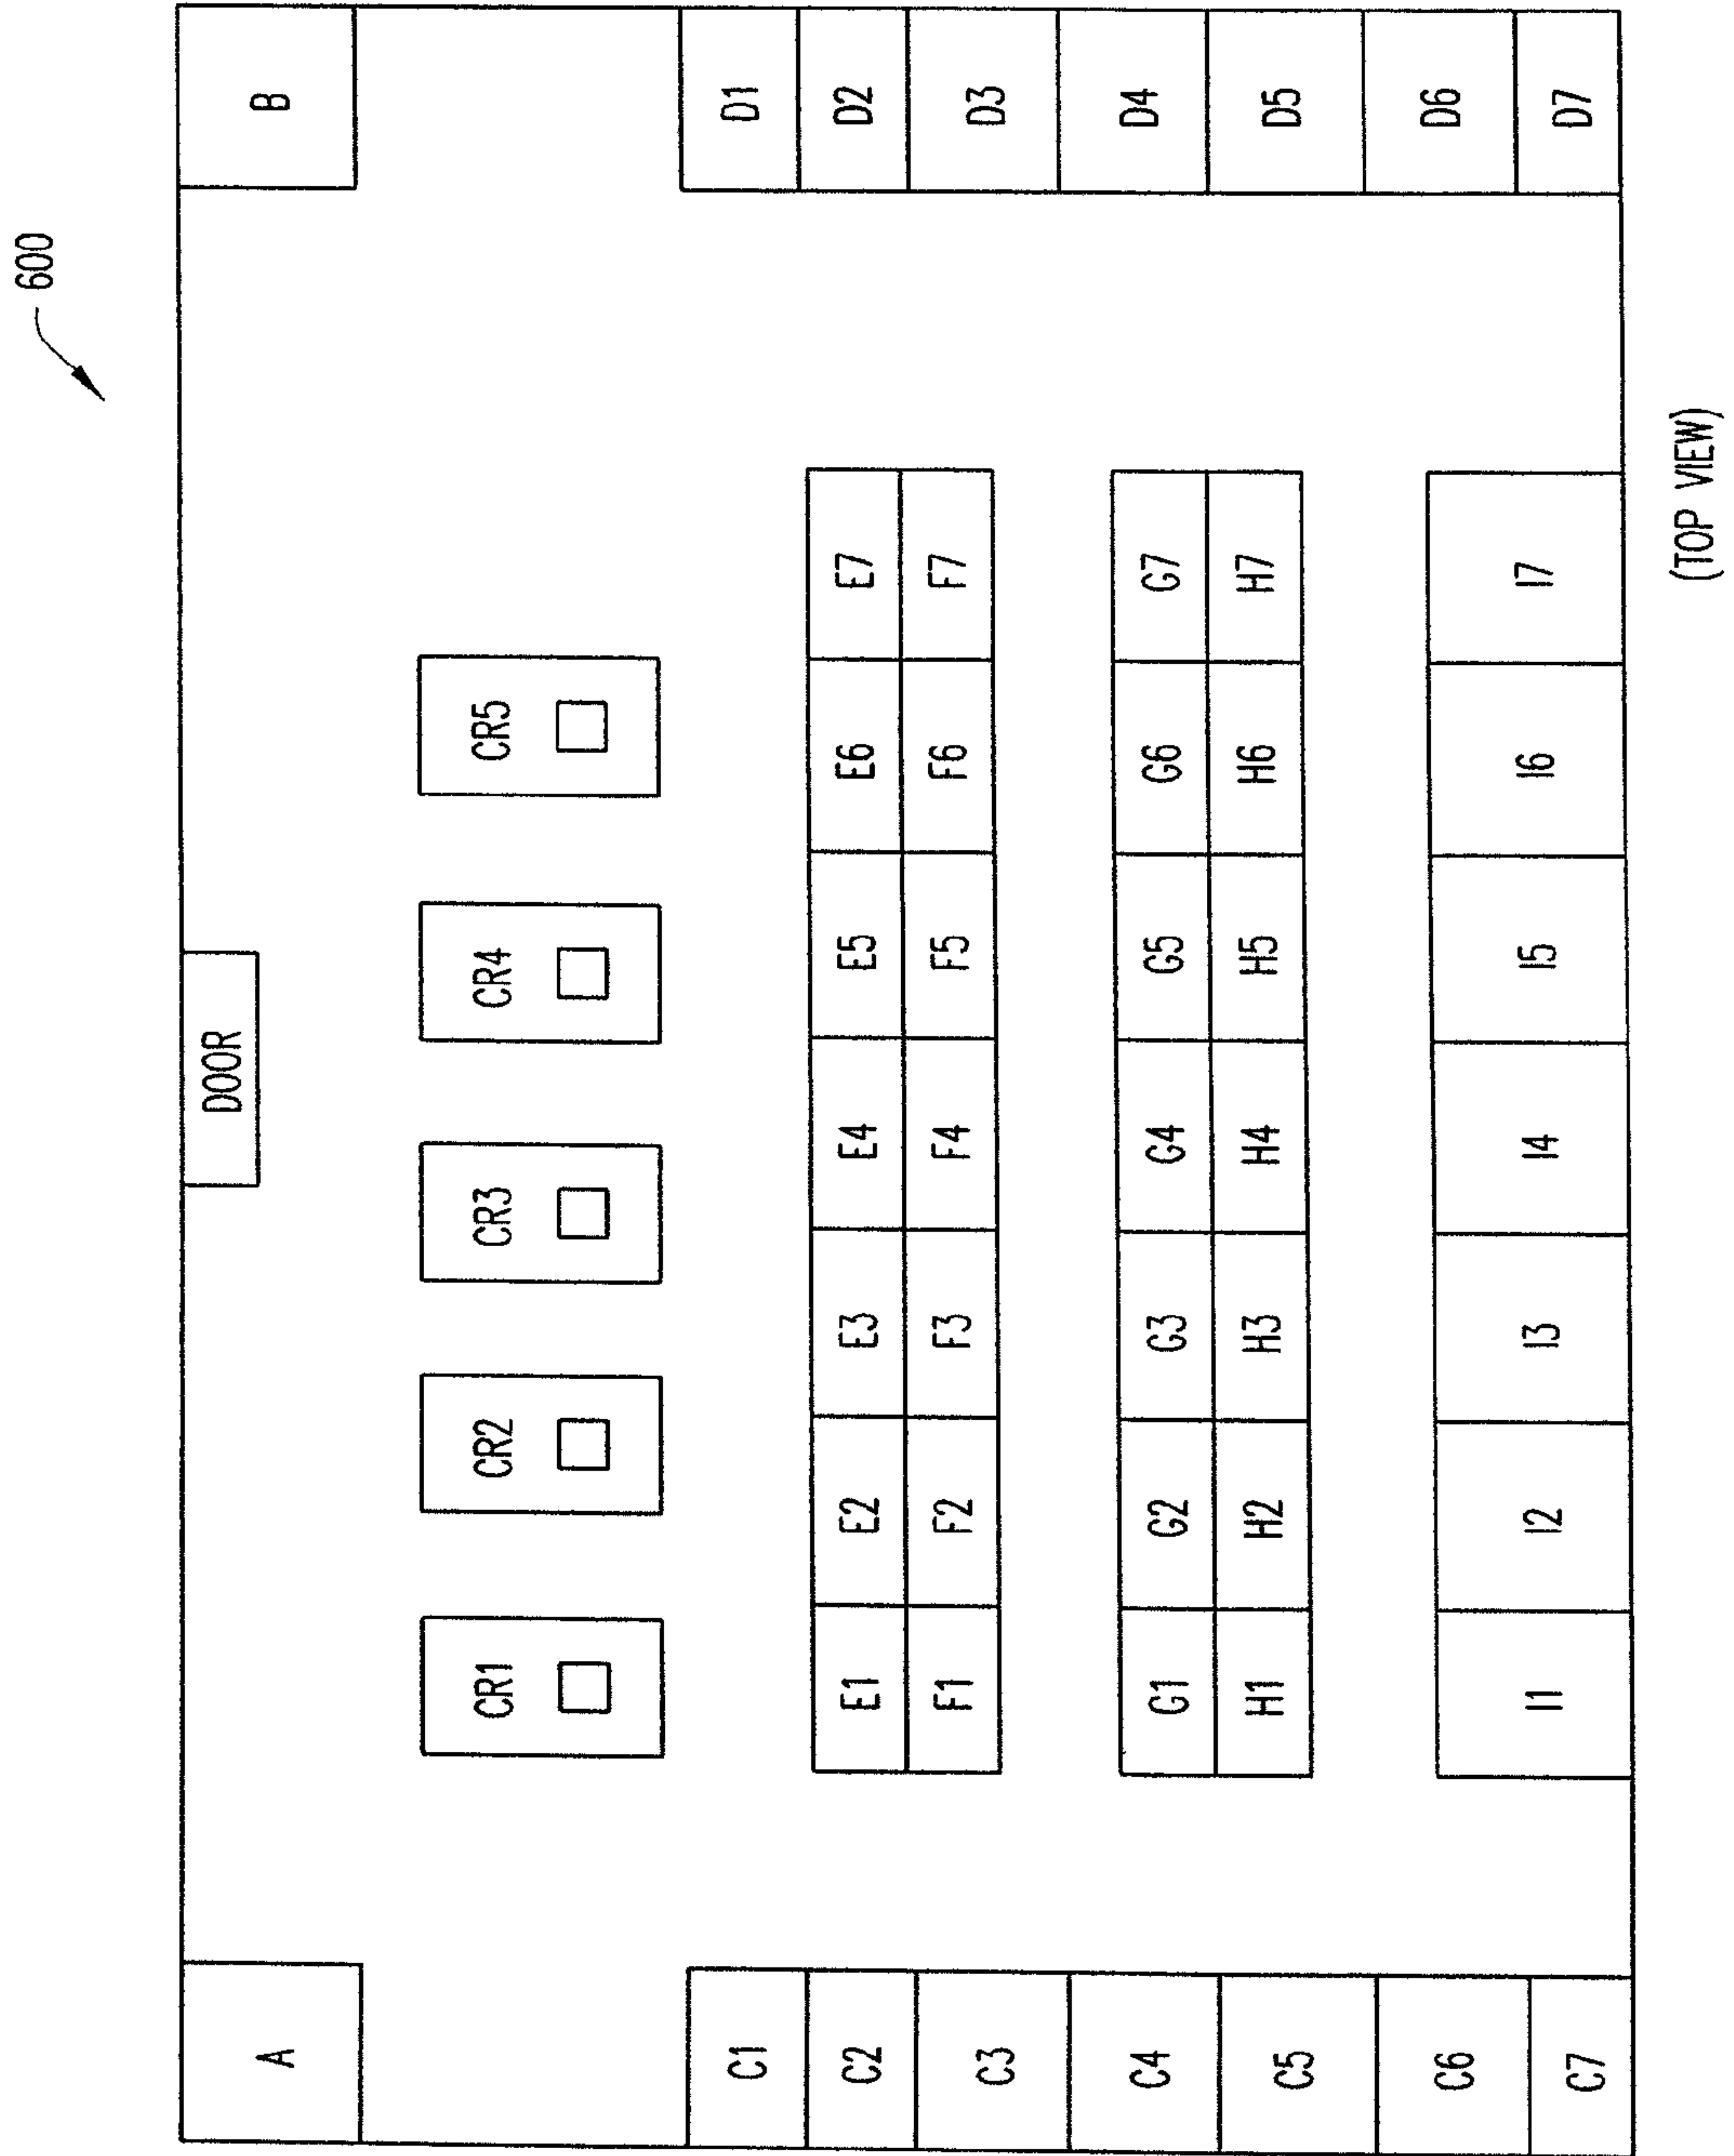 600
A
DOOR
B
CR1 CR2 CR3 CR4 CR5
C1
D1
C2
E1 E2 E3 E4 E5 E6 E7
D2
C3
F1 F2 F3 F4 F5 F6 F7
D3
C4
G1 G2 G3 G4 G5 G6 G7
D4
C5
H1 H2 H3 H4 H5 H6 H7
D5
C6
I1 I2 I3 I4 I5 I6 I7
D6
C7
D7
(TOP VIEW)